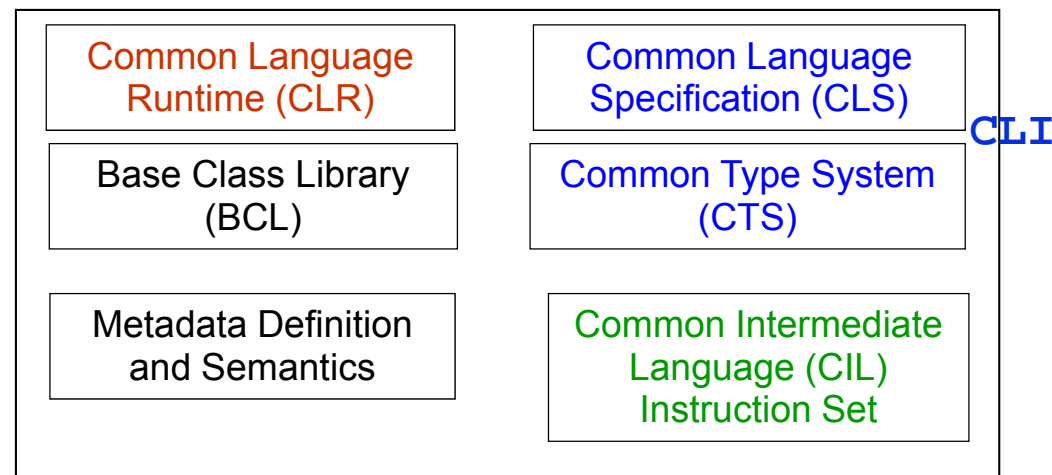 Common Language
Runtime (CLR)
Common Language
Specification (CLS)
CLI
Base Class Library
(BCL)
Common Type System
(CTS)
Metadata Definition
and Semantics
Common Intermediate
Language (CIL)
Instruction Set